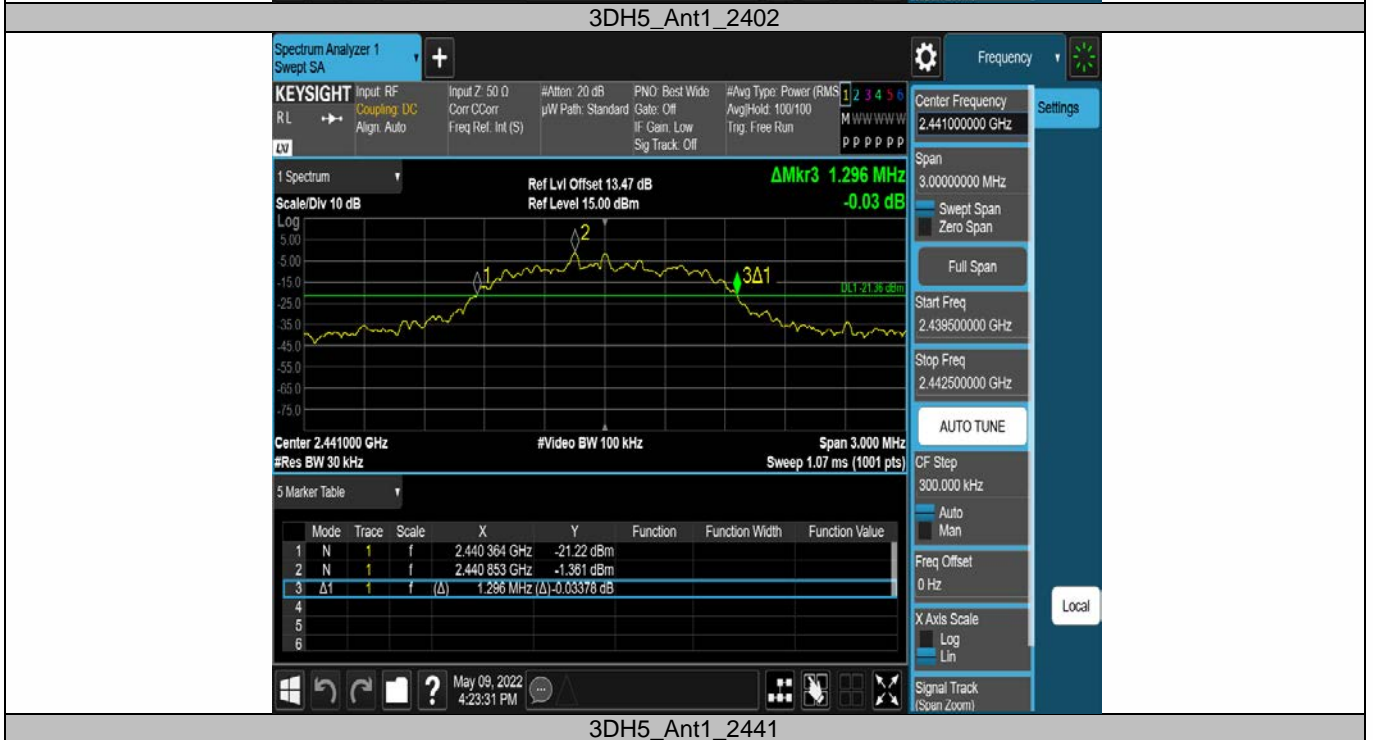 3DH5_Ant1_2402
Spectrum Analyzer 1
Swept SA
+
Frequency
KEYSIGHT
RL
LXI
Input: RF
Coupling: DC
Align: Auto
Input Z: 50 Ω
Corr CCorr
Freq Ref: Int (S)
#Atten: 20 dB
µW Path: Standard
PNO: Best Wide
Gate: Off
IF Gain: Low
Sig Track: Off
#Avg Type: Power (RMS
Avg|Hold: 100/100
Trig: Free Run
1 2 3 4 5 6
M W W W W W
P P P P P P
Center Frequency
2.441000000 GHz
Settings
Span
3.00000000 MHz
Swept Span
Zero Span
Full Span
Start Freq
2.439500000 GHz
Stop Freq
2.442500000 GHz
AUTO TUNE
CF Step
300.000 kHz
Auto
Man
Freq Offset
0 Hz
X Axis Scale
Log
Lin
Signal Track
(Span Zoom)
Local
1 Spectrum
Scale/Div 10 dB
Ref Lvl Offset 13.47 dB
Ref Level 15.00 dBm
ΔMkr3 1.296 MHz
-0.03 dB
Log
5.00
-5.00
-15.0
-25.0
-35.0
-45.0
-55.0
-65.0
-75.0
1
2
3Δ1
DL1 -21.36 dBm
Center 2.441000 GHz
#Video BW 100 kHz
Span 3.000 MHz
#Res BW 30 kHz
Sweep 1.07 ms (1001 pts)
5 Marker Table
Mode Trace Scale X Y Function Function Width Function Value
1 N 1 f 2.440 364 GHz -21.22 dBm
2 N 1 f 2.440 853 GHz -1.361 dBm
3 Δ1 1 f (Δ) 1.296 MHz (Δ) -0.03378 dB
4
5
6
?
May 09, 2022
4:23:31 PM
3DH5_Ant1_2441